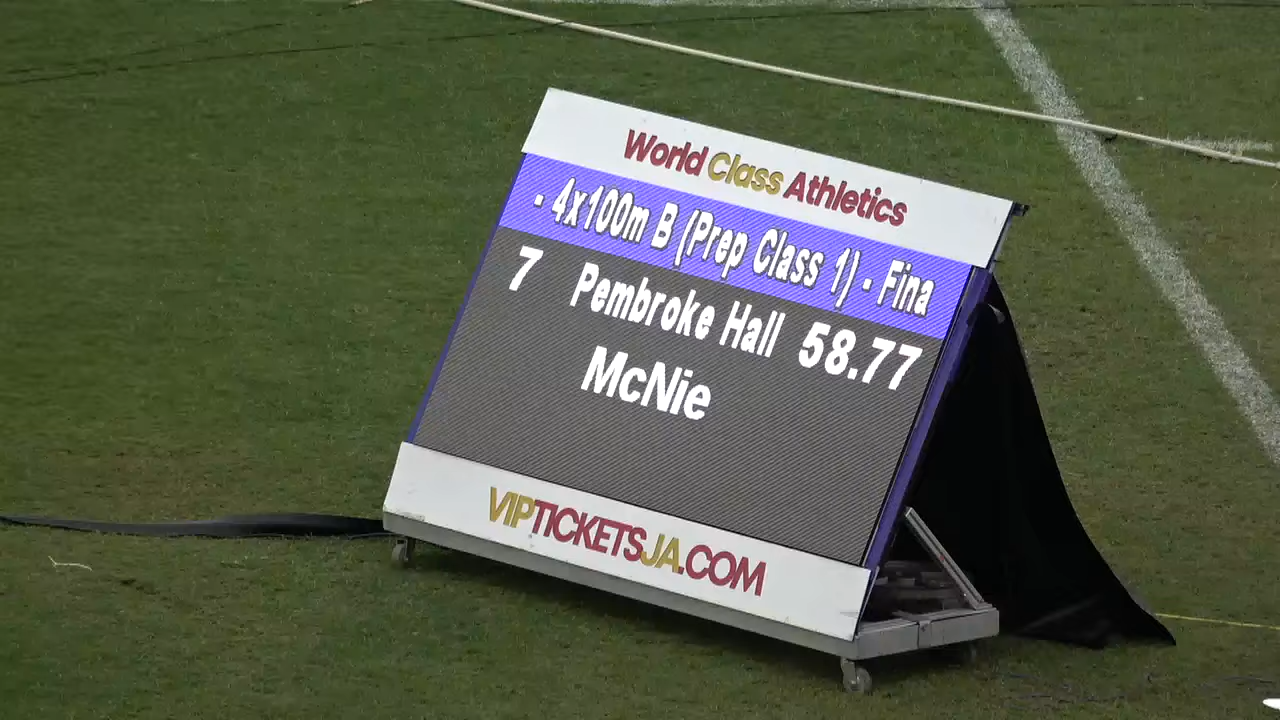 World Class Athletics
- 4x100m B (Prep Class 1) - Fina
7 Pembroke Hall 58.77
McNie
VIPTICKETSJA.COM